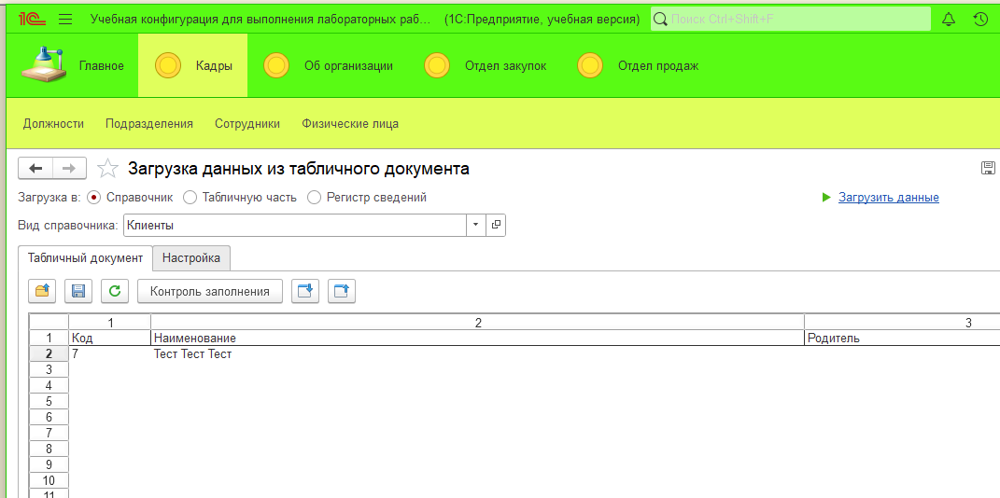 1С Учебная конфигурация для выполнения лабораторных раб... (1С:Предприятие, учебная версия) Поиск Ctrl+Shift+F
Главное Кадры Об организации Отдел закупок Отдел продаж
Должности Подразделения Сотрудники Физические лица
Загрузка данных из табличного документа
Загрузка в: Справочник Табличную часть Регистр сведений Загрузить данные
Вид справочника: Клиенты
Табличный документ Настройка
Контроль заполнения
1 2 3
1 Код Наименование Родитель
2 7 Тест Тест Тест
3
4
5
6
7
8
9
10
11